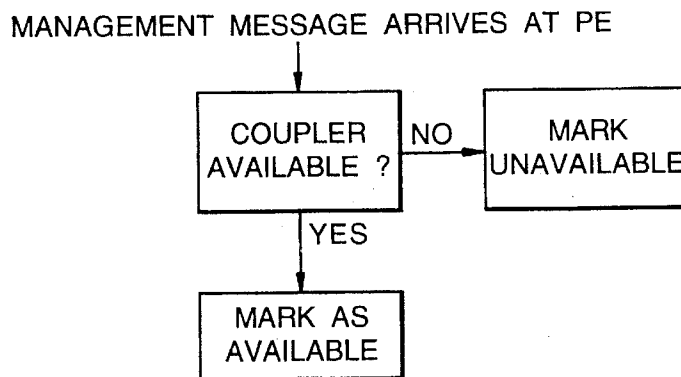 MANAGEMENT MESSAGE ARRIVES AT PE
COUPLER
AVAILABLE ?
NO
MARK
UNAVAILABLE
YES
MARK AS
AVAILABLE